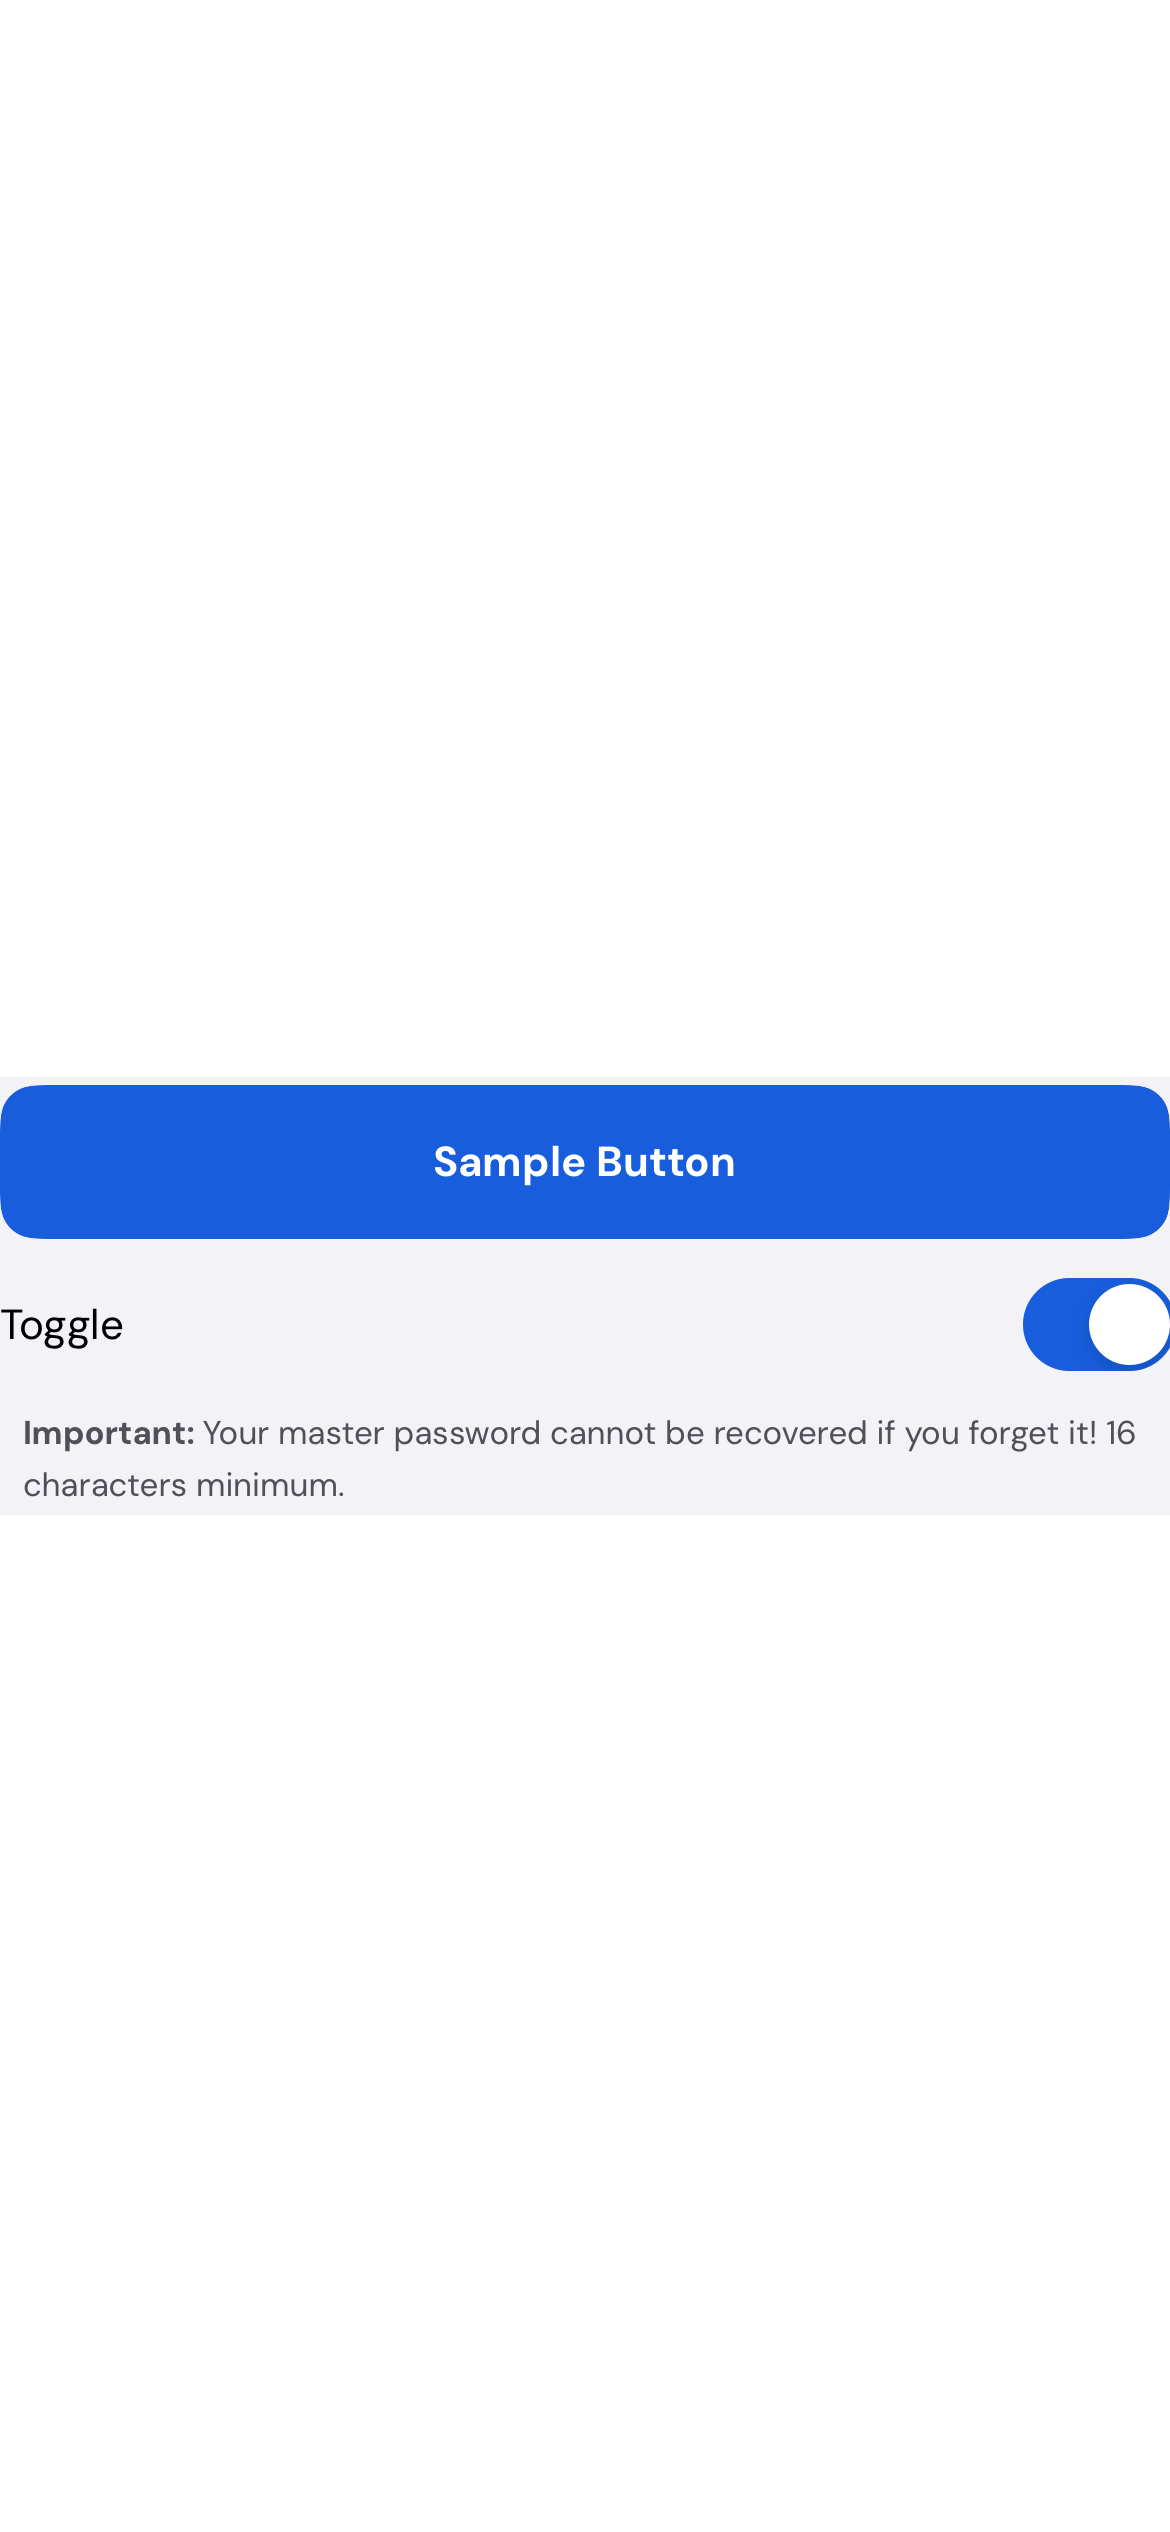 Sample Button
Toggle
Important: Your master password cannot be recovered if you forget it! 16
characters minimum.